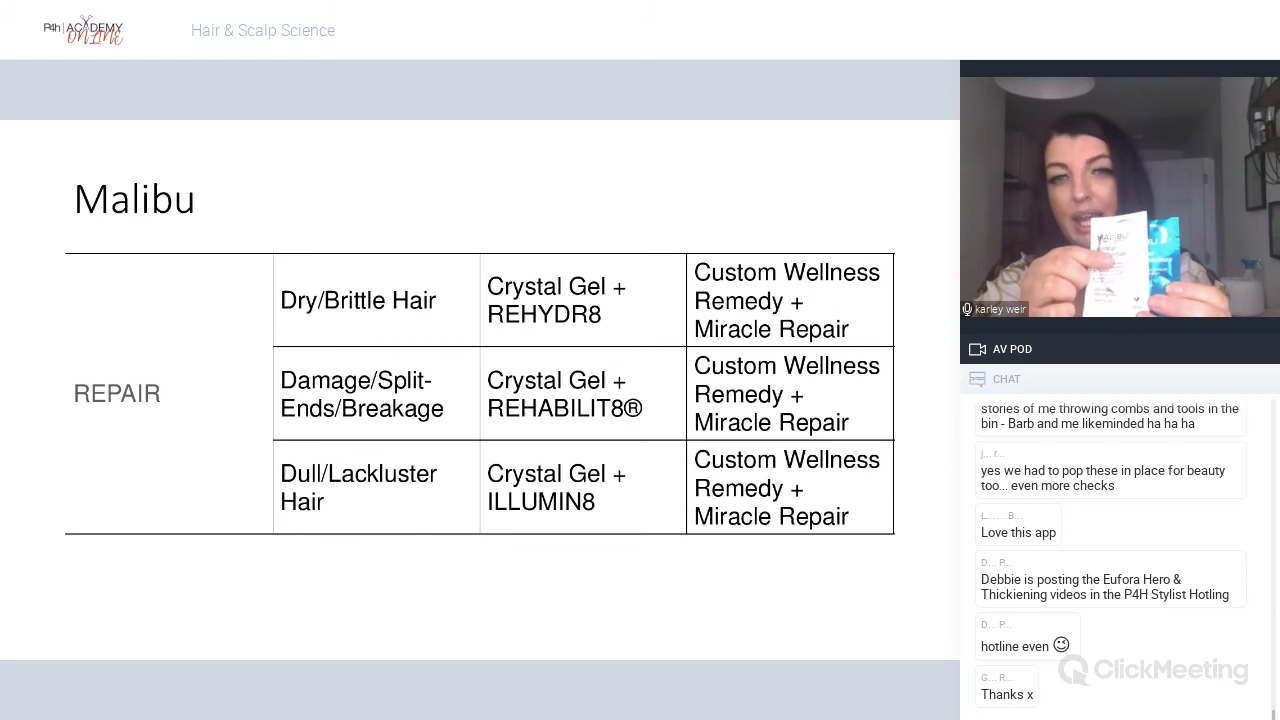 P4h | ACADEMY
ONLINE
Hair & Scalp Science
Malibu
REPAIR
Dry/Brittle Hair
Crystal Gel +
REHYDR8
Custom Wellness
Remedy +
Miracle Repair
Damage/Split-
Ends/Breakage
Crystal Gel +
REHABILIT8®
Custom Wellness
Remedy +
Miracle Repair
Dull/Lackluster
Hair
Crystal Gel +
ILLUMIN8
Custom Wellness
Remedy +
Miracle Repair
MALIBU
karley weir
AV POD
CHAT
stories of me throwing combs and tools in the
bin - Barb and me likeminded ha ha ha
j... r...
yes we had to pop these in place for beauty
too... even more checks
L... ... B...
Love this app
D... P...
Debbie is posting the Eufora Hero &
Thickiening videos in the P4H Stylist Hotling
D... P...
hotline even 😉
G... R...
Thanks x
ClickMeeting